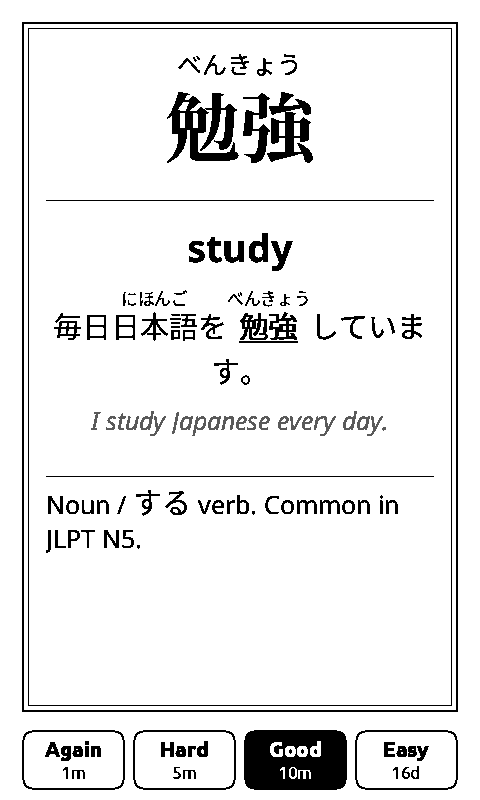 べんきょう
勉強
study
にほんご べんきょう
毎日日本語を 勉強 していま
す。
I study Japanese every day.
Noun / する verb. Common in
JLPT N5.
Again Hard Good Easy
1m 5m 10m 16d